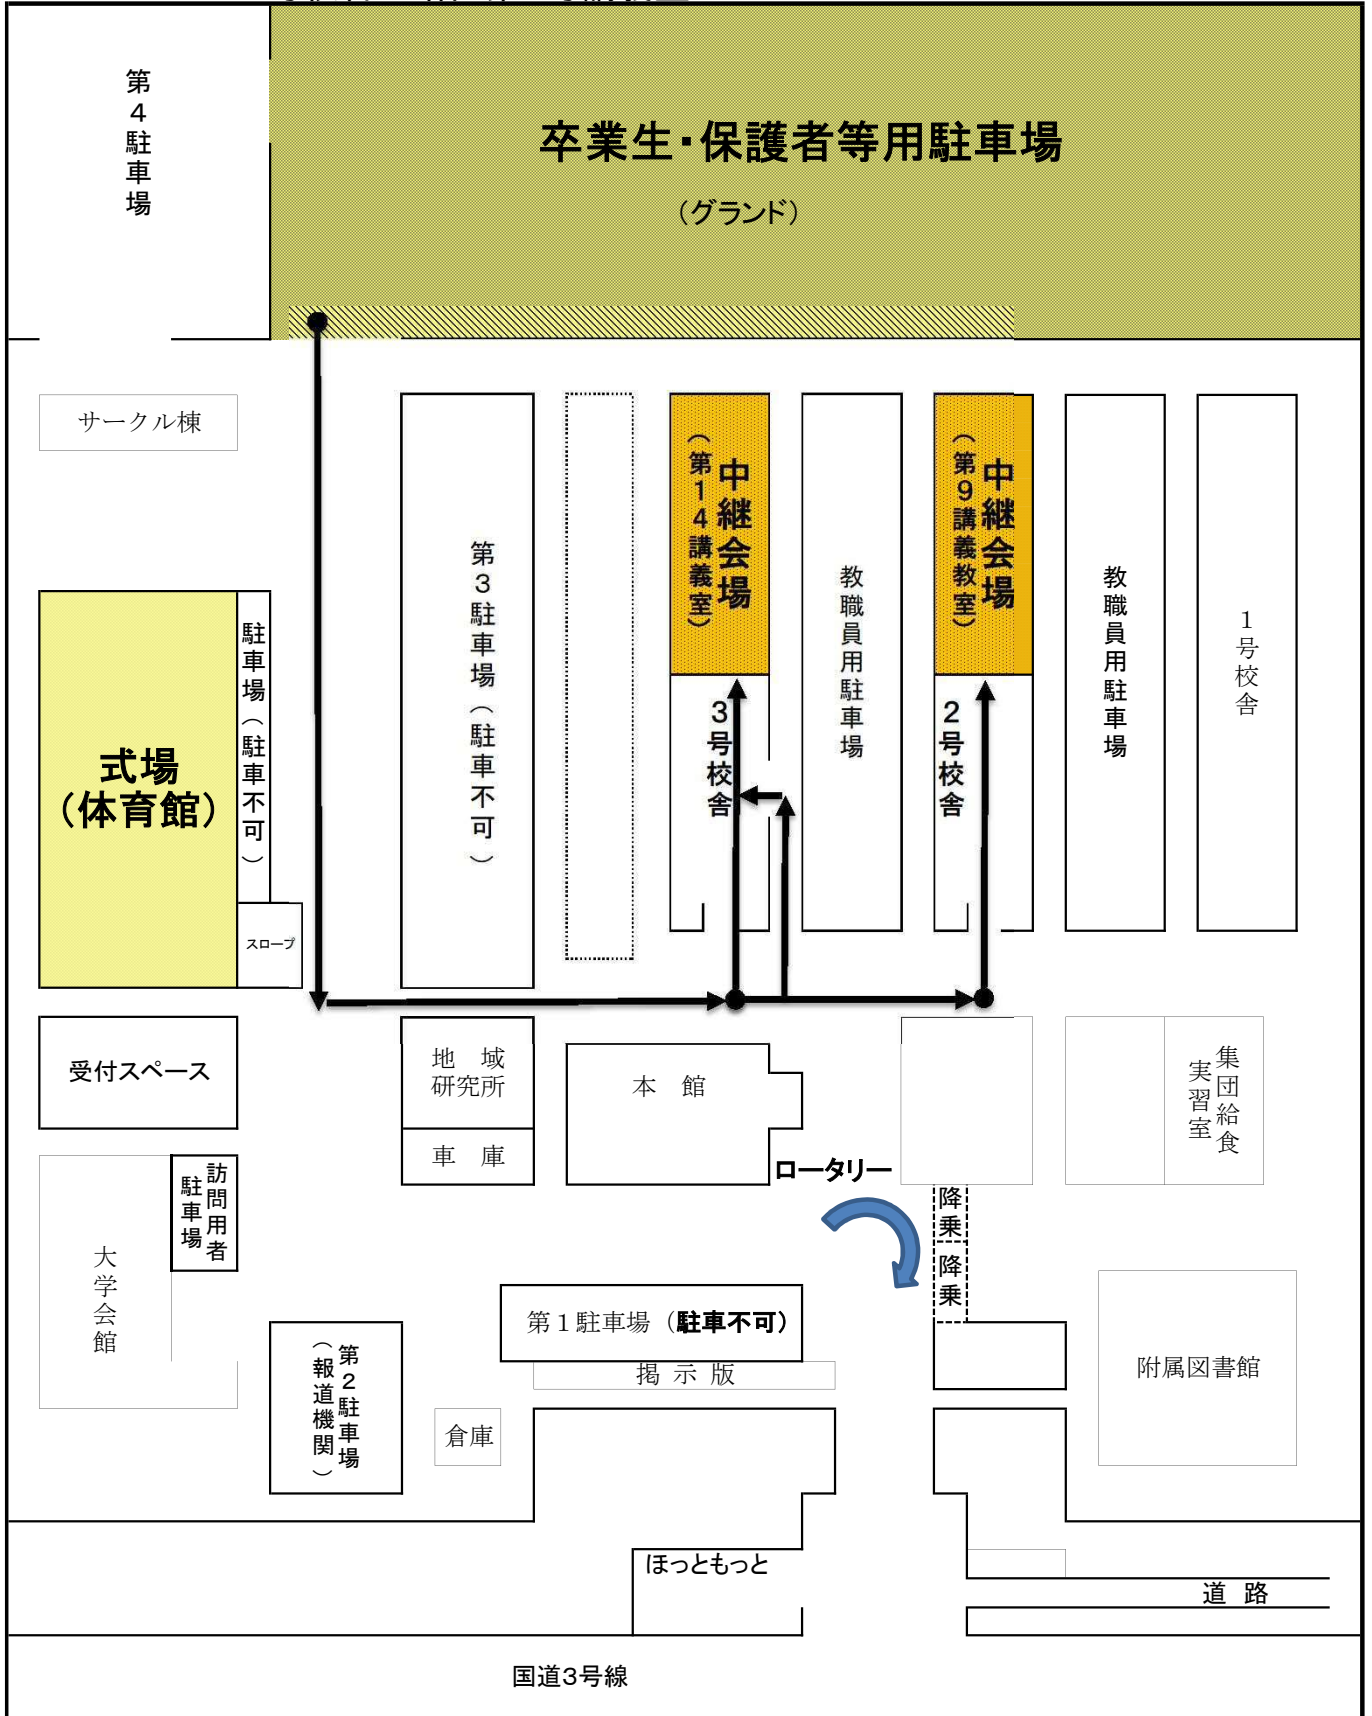 第4駐車場
卒業生・保護者等用駐車場
（グランド）
サークル棟
第3駐車場（駐車不可）
中継会場
（第14講義室）
3号校舎
教職員用駐車場
中継会場
（第9講義教室）
2号校舎
教職員用駐車場
1号校舎
式場
（体育館）
駐車場（駐車不可）
スロープ
受付スペース
地　域
研究所
車　庫
本　館
集団給食
実習室
ロータリー
降乗
降乗
訪問用者
駐車場
大学会館
第2駐車場
（報道機関）
第１駐車場（駐車不可）
掲 示 版
倉庫
附属図書館
ほっともっと
道 路
国道3号線